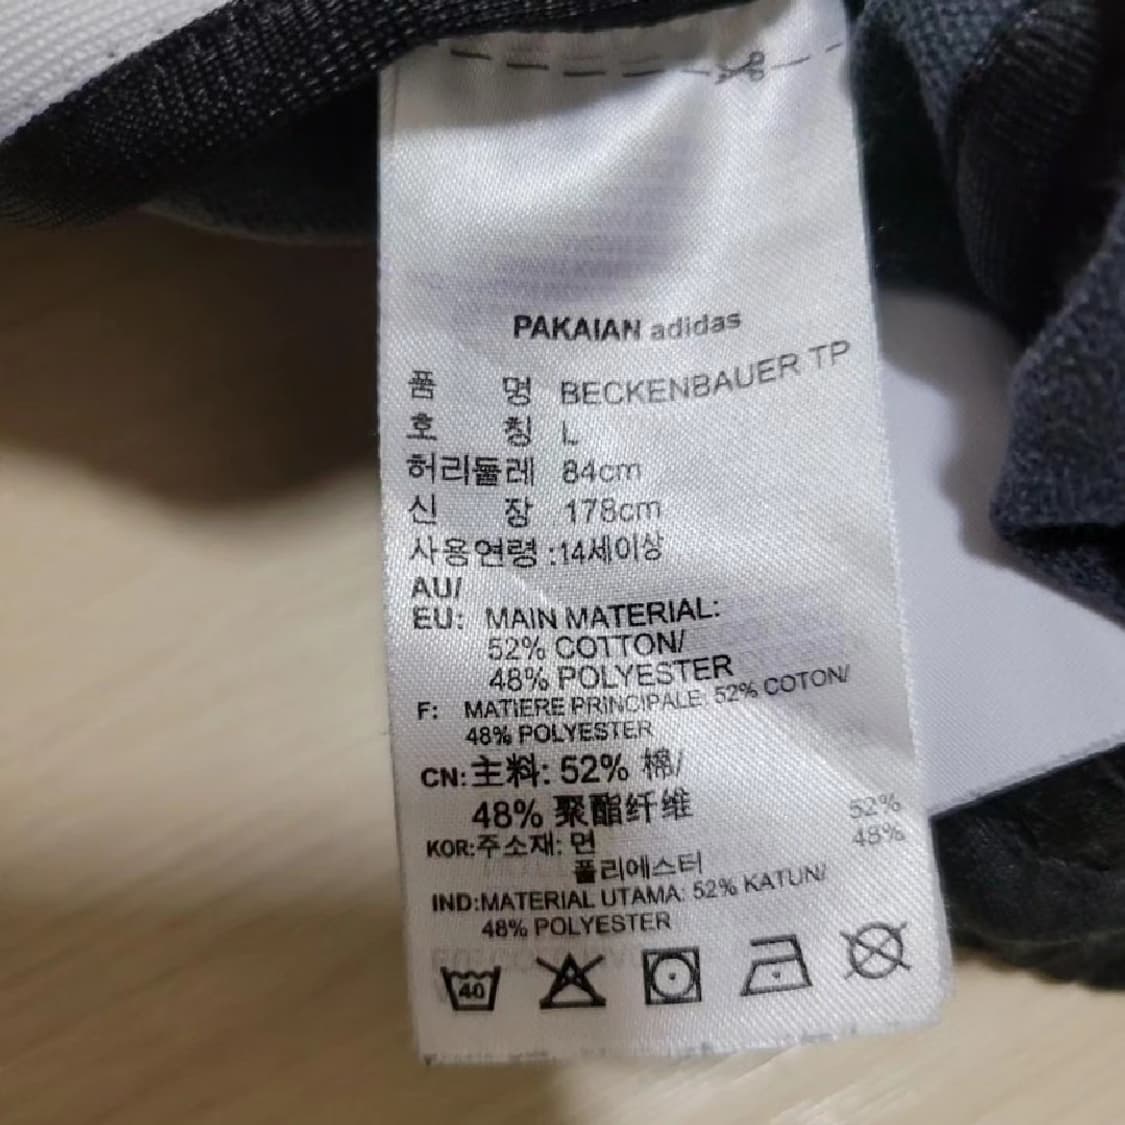 PAKAIAN adidas
품 명 BECKENBAUER TP
호 칭 L
허리둘레 84cm
신 장 178cm
사용연령 :14세이상
AU/
EU: MAIN MATERIAL:
52% COTTON/
48% POLYESTER
F: MATIERE PRINCIPALE: 52% COTON/
48% POLYESTER
CN: 主料: 52% 棉/
48% 聚酯纤维
KOR:주소재: 면 52%
폴리에스터 48%
IND:MATERIAL UTAMA: 52% KATUN/
48% POLYESTER
40